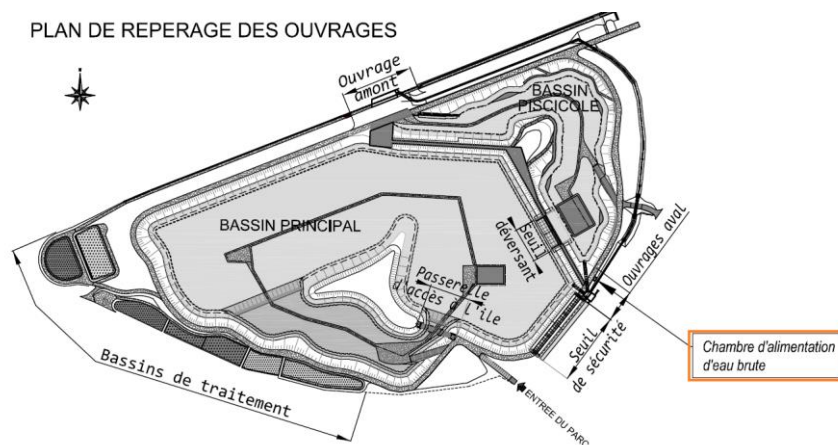 PLAN DE REPERAGE DES OUVRAGES
Ouvrage
amont
BASSIN
PISCICOLE
BASSIN PRINCIPAL
Seuil
déversant
Passerelle
d'accès à l'ile
Ouvrages aval
Seuil
de sécurité
Chambre d'alimentation
d'eau brute
Bassins de traitement
ENTREE DU PARC